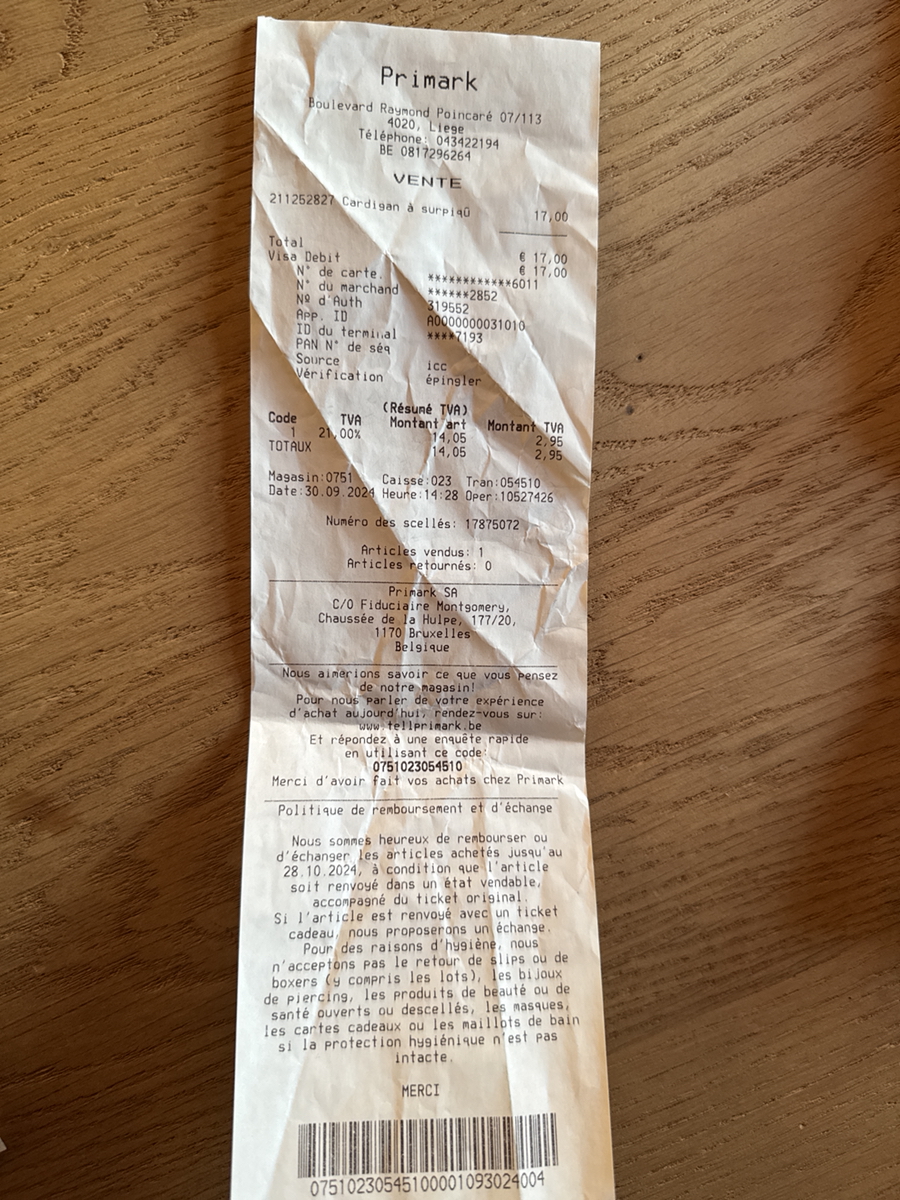 Primark
Boulevard Raymond Poincaré 07/113
4020, Liege
Téléphone: 043422194
BE 0817296264
VENTE
211252827 Cardigan à surpiqû 17,00
Total € 17,00
Visa Debit € 17,00
N° de carte. ************6011
N° du marchand ******2852
Nº d'Auth 319552
App. ID A0000000031010
ID du terminal ****7193
PAN N° de séq
Source icc
Vérification épingler
(Résumé TVA)
Code TVA Montant art Montant TVA
1 21,00% 14,05 2,95
TOTAUX 14,05 2,95
Magasin:0751 Caisse:023 Tran:054510
Date:30.09.2024 Heure:14:28 Oper:10527426
Numéro des scellés: 17875072
Articles vendus: 1
Articles retournés: 0
Primark SA
C/O Fiduciaire Montgomery,
Chaussée de la Hulpe, 177/20,
1170 Bruxelles
Belgique
Nous aimerions savoir ce que vous pensez
de notre magasin!
Pour nous parler de votre expérience
d'achat aujourd'hui, rendez-vous sur:
www.tellprimark.be
Et répondez à une enquête rapide
en utilisant ce code:
0751023054510
Merci d'avoir fait vos achats chez Primark
Politique de remboursement et d'échange
Nous sommes heureux de rembourser ou
d'échanger les articles achetés jusqu'au
28.10.2024, à condition que l'article
soit renvoyé dans un état vendable,
accompagné du ticket original.
Si l'article est renvoyé avec un ticket
cadeau, nous proposerons un échange.
Pour des raisons d'hygiène, nous
n'acceptons pas le retour de slips ou de
boxers (y compris les lots), les bijoux
de piercing, les produits de beauté ou de
santé ouverts ou descellés, les masques,
les cartes cadeaux ou les maillots de bain
si la protection hygiénique n'est pas
intacte.
MERCI
07510230545100001093024004